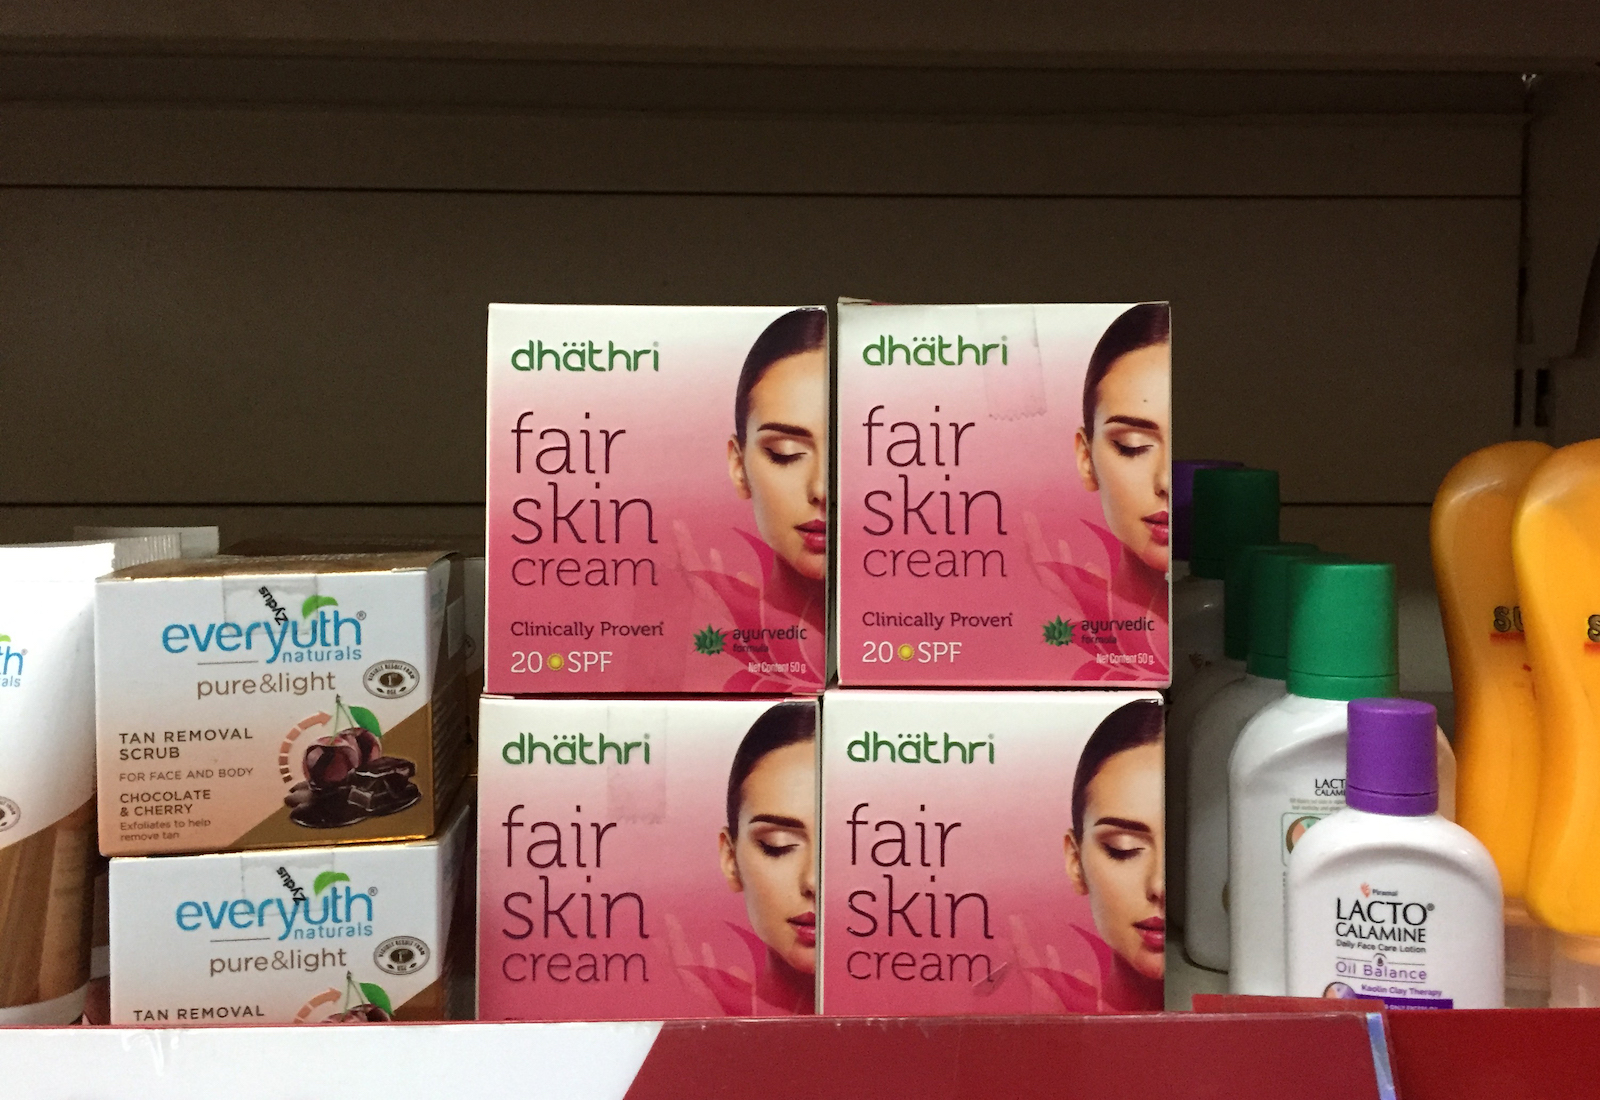 dhäthri
fair
skin
cream
Clinically Proven*
20 SPF
ayurvedic
formula
Net Content 50 g
dhäthri
fair
skin
cream
Clinically Proven*
20 SPF
ayurvedic
formula
Net Content 50 g
Zydus
everyuth®
naturals
pure&light
TAN REMOVAL
SCRUB
FOR FACE AND BODY
CHOCOLATE
& CHERRY
Exfoliates to help
remove tan
dhäthri
fair
skin
cream
dhäthri
fair
skin
cream
Zydus
everyuth®
naturals
pure&light
TAN REMOVAL
LACT
CALAM
Piramal
LACTO®
CALAMINE
Daily Face Care Lotion
Oil Balance
Kaolin Clay Therapy